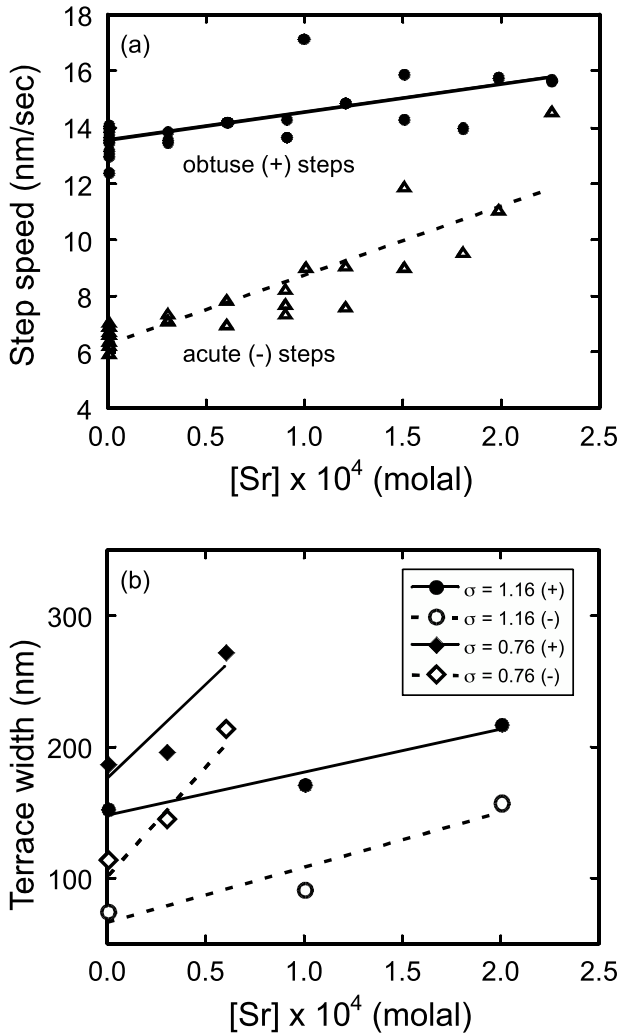 (a)
Step speed (nm/sec)
18
16
14
12
10
8
6
4
obtuse (+) steps
acute (-) steps
0.0 0.5 1.0 1.5 2.0 2.5
[Sr] x 10⁴ (molal)
(b)
Terrace width (nm)
300
200
100
σ = 1.16 (+)
σ = 1.16 (-)
σ = 0.76 (+)
σ = 0.76 (-)
0.0 0.5 1.0 1.5 2.0 2.5
[Sr] x 10⁴ (molal)